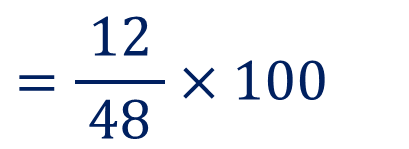 = 12/48 × 100